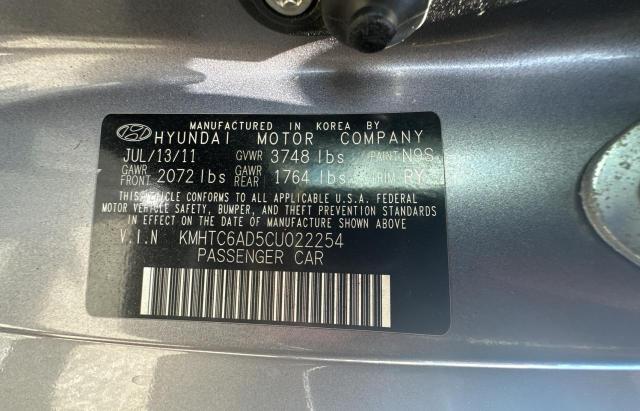 MANUFACTURED IN KOREA BY
HYUNDAI MOTOR COMPANY
JUL/13/11 GVWR 3748 lbs PAINT N9S
GAWR FRONT 2072 lbs GAWR REAR 1764 lbs TRIM RY
THIS VEHICLE CONFORMS TO ALL APPLICABLE U.S.A. FEDERAL
MOTOR VEHICLE SAFETY, BUMPER, AND THEFT PREVENTION STANDARDS
IN EFFECT ON THE DATE OF MANUFACTURE SHOWN ABOVE.
V.I.N KMHTC6AD5CU022254
PASSENGER CAR